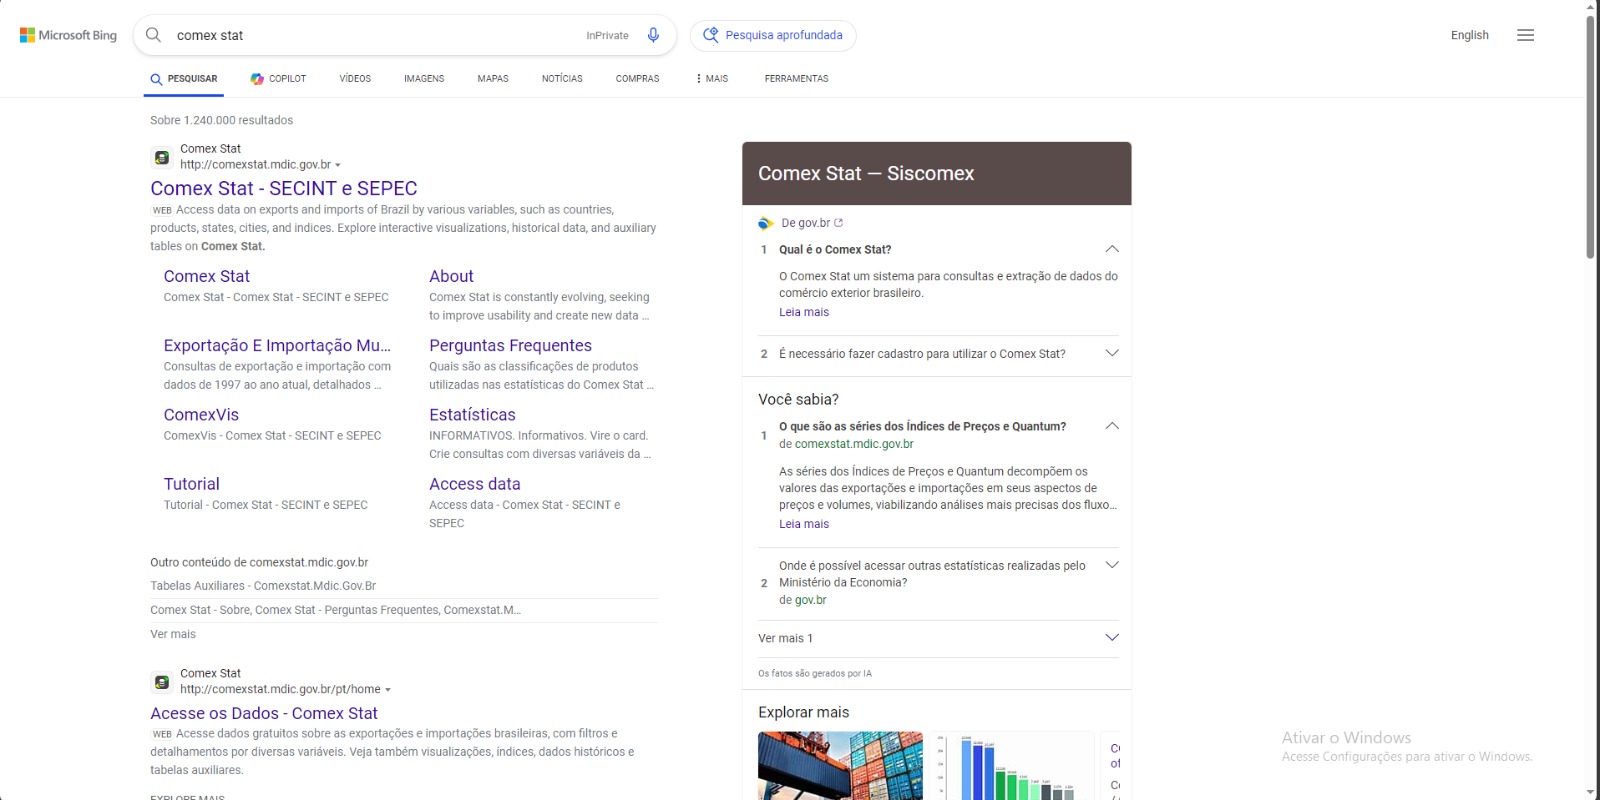 Microsoft Bing
comex stat
InPrivate
Pesquisa aprofundada
English
PESQUISAR
COPILOT
VÍDEOS
IMAGENS
MAPAS
NOTÍCIAS
COMPRAS
MAIS
FERRAMENTAS
Sobre 1.240.000 resultados
Comex Stat
http://comexstat.mdic.gov.br
Comex Stat - SECINT e SEPEC
WEB Access data on exports and imports of Brazil by various variables, such as countries,
products, states, cities, and indices. Explore interactive visualizations, historical data, and auxiliary
tables on Comex Stat.
Comex Stat
Comex Stat - Comex Stat - SECINT e SEPEC
About
Comex Stat is constantly evolving, seeking
to improve usability and create new data ...
Exportação E Importação Mu...
Consultas de exportação e importação com
dados de 1997 ao ano atual, detalhados ...
Perguntas Frequentes
Quais são as classificações de produtos
utilizadas nas estatísticas do Comex Stat ...
ComexVis
ComexVis - Comex Stat - SECINT e SEPEC
Estatísticas
INFORMATIVOS. Informativos. Vire o card.
Crie consultas com diversas variáveis da ...
Tutorial
Tutorial - Comex Stat - SECINT e SEPEC
Access data
Access data - Comex Stat - SECINT e
SEPEC
Outro conteúdo de comexstat.mdic.gov.br
Tabelas Auxiliares - Comexstat.Mdic.Gov.Br
Comex Stat - Sobre, Comex Stat - Perguntas Frequentes, Comexstat.M...
Ver mais
Comex Stat
http://comexstat.mdic.gov.br/pt/home
Acesse os Dados - Comex Stat
WEB Acesse dados gratuitos sobre as exportações e importações brasileiras, com filtros e
detalhamentos por diversas variáveis. Veja também visualizações, índices, dados históricos e
tabelas auxiliares.
EXPLORE MAIS
Comex Stat — Siscomex
De gov.br
1 Qual é o Comex Stat?
O Comex Stat um sistema para consultas e extração de dados do
comércio exterior brasileiro.
Leia mais
2 É necessário fazer cadastro para utilizar o Comex Stat?
Você sabia?
1 O que são as séries dos Índices de Preços e Quantum?
de comexstat.mdic.gov.br
As séries dos Índices de Preços e Quantum decompõem os
valores das exportações e importações em seus aspectos de
preços e volumes, viabilizando análises mais precisas dos fluxo...
Leia mais
2 Onde é possível acessar outras estatísticas realizadas pelo
Ministério da Economia?
de gov.br
Ver mais 1
Os fatos são gerados por IA
Explorar mais
Ativar o Windows
Acesse Configurações para ativar o Windows.